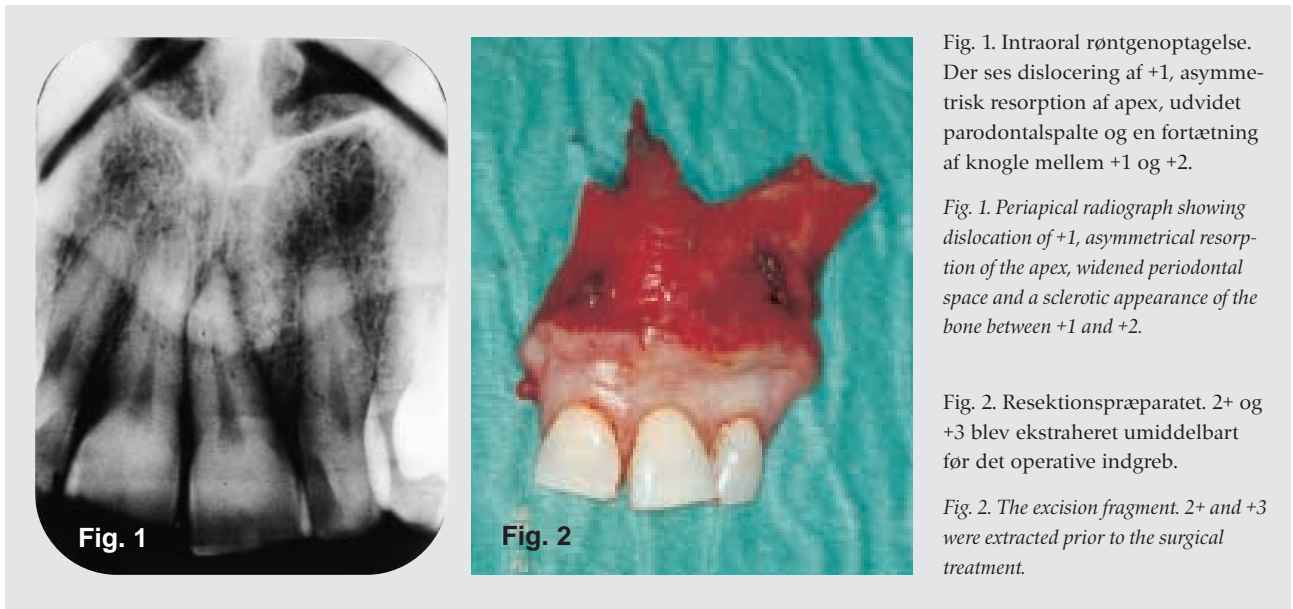 Fig. 1
Fig. 2
Fig. 1. Intraoral røntgenoptagelse.
Der ses dislocering af +1, asymme-
trisk resorption af apex, udvidet
parodontalspalte og en fortætning
af knogle mellem +1 og +2.
Fig. 1. Periapical radiograph showing
dislocation of +1, asymmetrical resorp-
tion of the apex, widened periodontal
space and a sclerotic appearance of the
bone between +1 and +2.
Fig. 2. Resektionspræparatet. 2+ og
+3 blev ekstraheret umiddelbart
før det operative indgreb.
Fig. 2. The excision fragment. 2+ and +3
were extracted prior to the surgical
treatment.